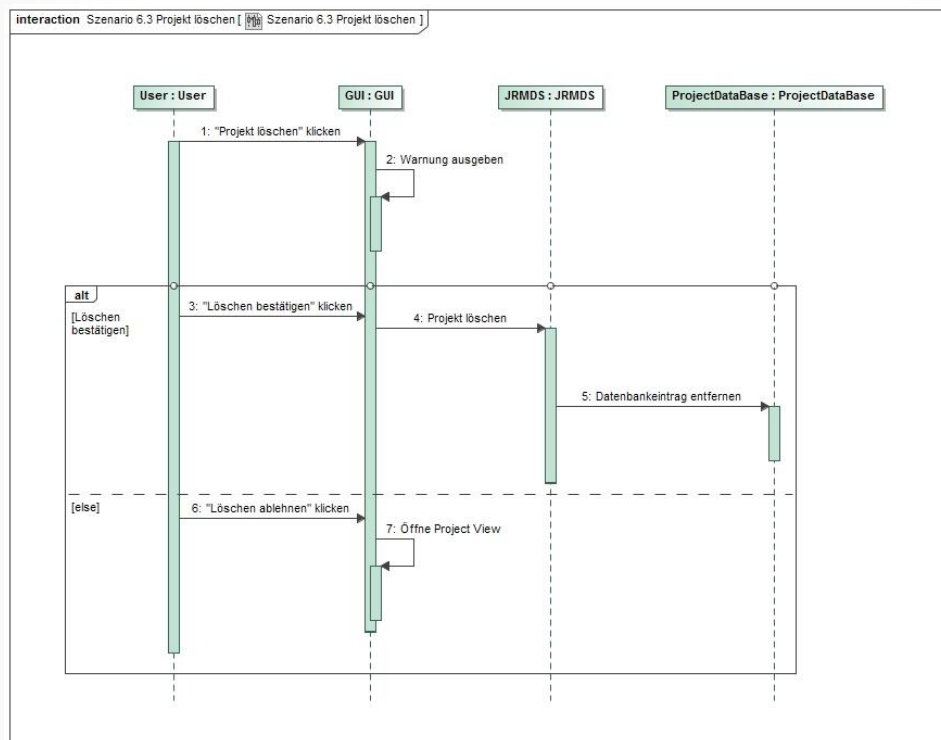 interaction Szenario 6.3 Projekt löschen [ Szenario 6.3 Projekt löschen ]
User : User
GUI : GUI
JRMDS : JRMDS
ProjectDataBase : ProjectDataBase
1: "Projekt löschen" klicken
2: Warnung ausgeben
alt
[Löschen
bestätigen]
3: "Löschen bestätigen" klicken
4: Projekt löschen
5: Datenbankeintrag entfernen
[else]
6: "Löschen ablehnen" klicken
7: Öffne Project View